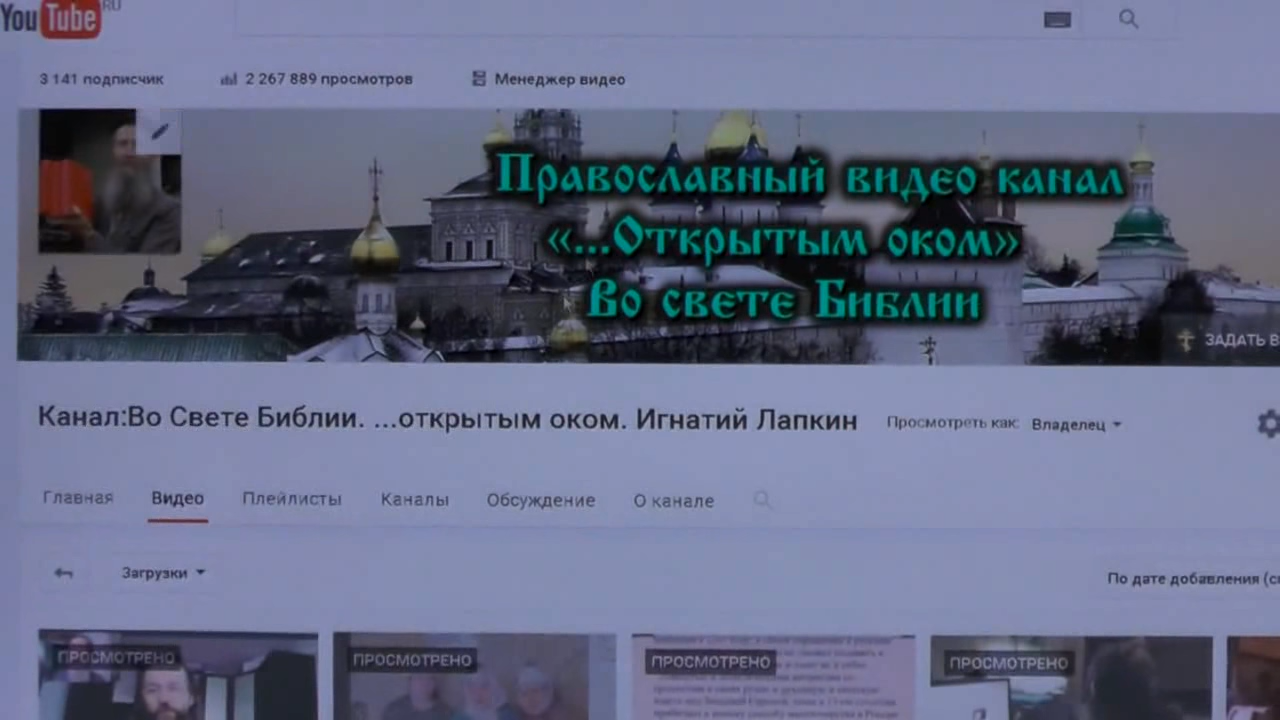 YouTube RU
3 141 подписчик 2 267 889 просмотров Менеджер видео
Православный видео канал
«...Открытым оком»
Во свете Библии
ЗАДАТЬ В
Канал:Во Свете Библии. ...открытым оком. Игнатий Лапкин Просмотреть как: Владелец
Главная Видео Плейлисты Каналы Обсуждение О канале
Загрузки По дате добавления (с
ПРОСМОТРЕНО ПРОСМОТРЕНО ПРОСМОТРЕНО ПРОСМОТРЕНО